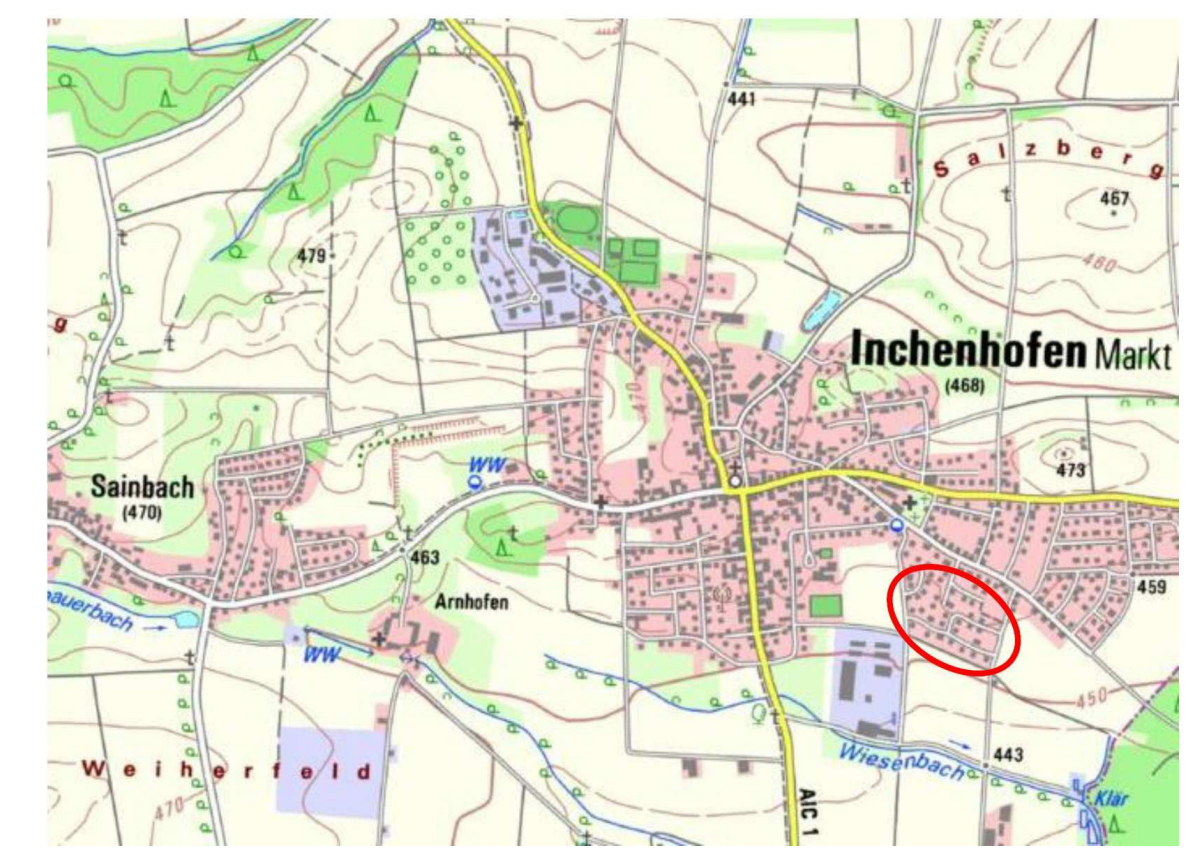 441
Salzberg
467
479
460
470
g
Inchenhofen Markt
(468)
WW
473
Sainbach
(470)
463
459
Arnhofen
bauerbach
WW
450
Wiesenbach
443
Weiherfeld
470
AIC 1
Klär